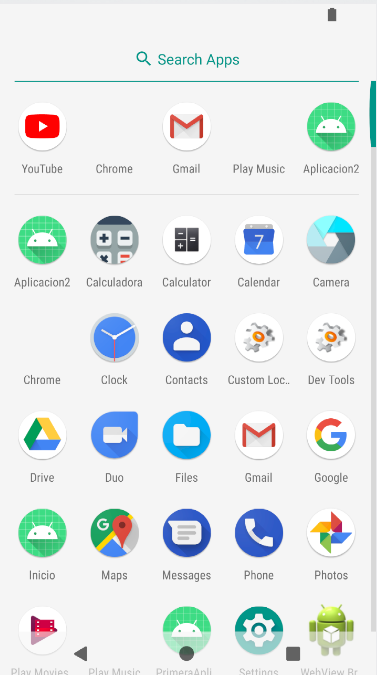 Search Apps
YouTube Chrome Gmail Play Music Aplicacion2
Aplicacion2 Calculadora Calculator Calendar Camera
7
Chrome Clock Contacts Custom Loc.. Dev Tools
Drive Duo Files Gmail Google
Inicio Maps Messages Phone Photos
Play Movies Play Music PrimeraApli Settings WebView Br